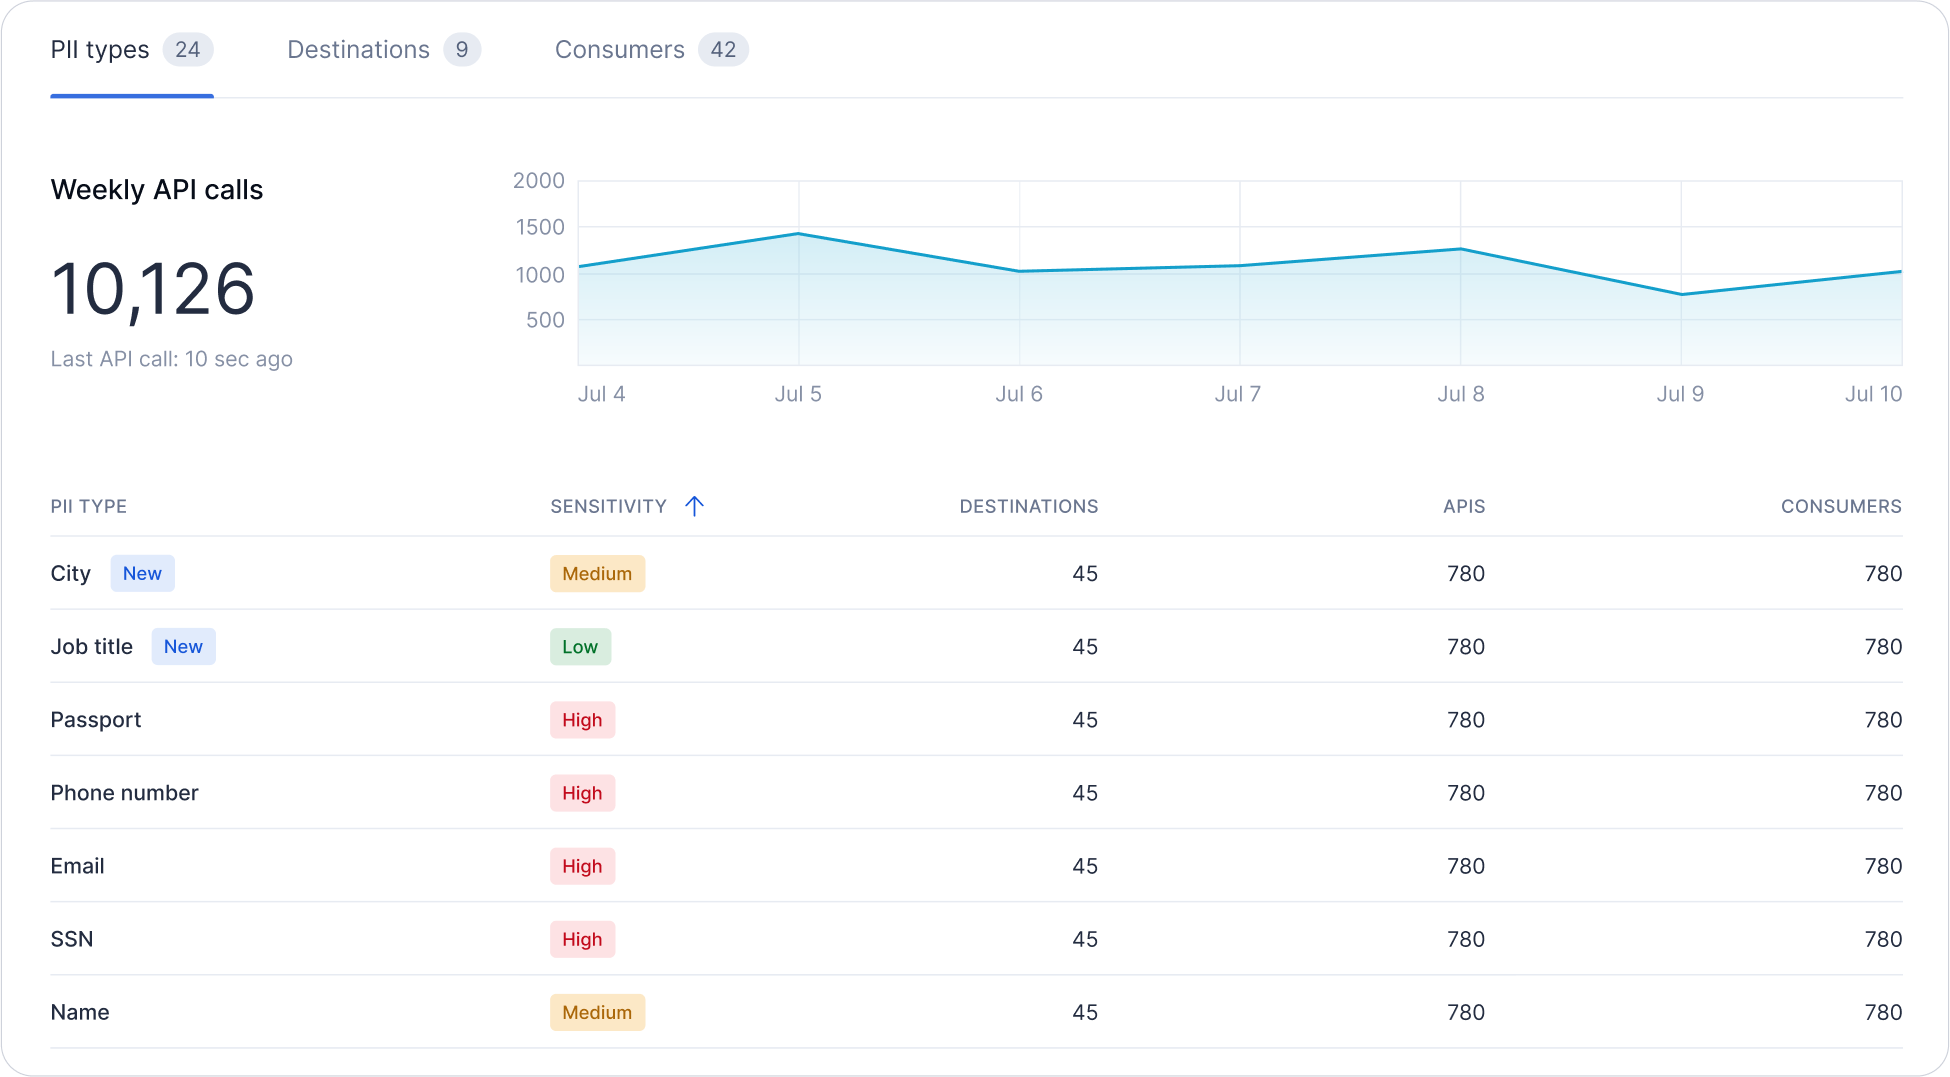 PII types 24 Destinations 9 Consumers 42
Weekly API calls
10,126
Last API call: 10 sec ago
2000
1500
1000
500
Jul 4 Jul 5 Jul 6 Jul 7 Jul 8 Jul 9 Jul 10
PII TYPE SENSITIVITY DESTINATIONS APIS CONSUMERS
City New Medium 45 780 780
Job title New Low 45 780 780
Passport High 45 780 780
Phone number High 45 780 780
Email High 45 780 780
SSN High 45 780 780
Name Medium 45 780 780